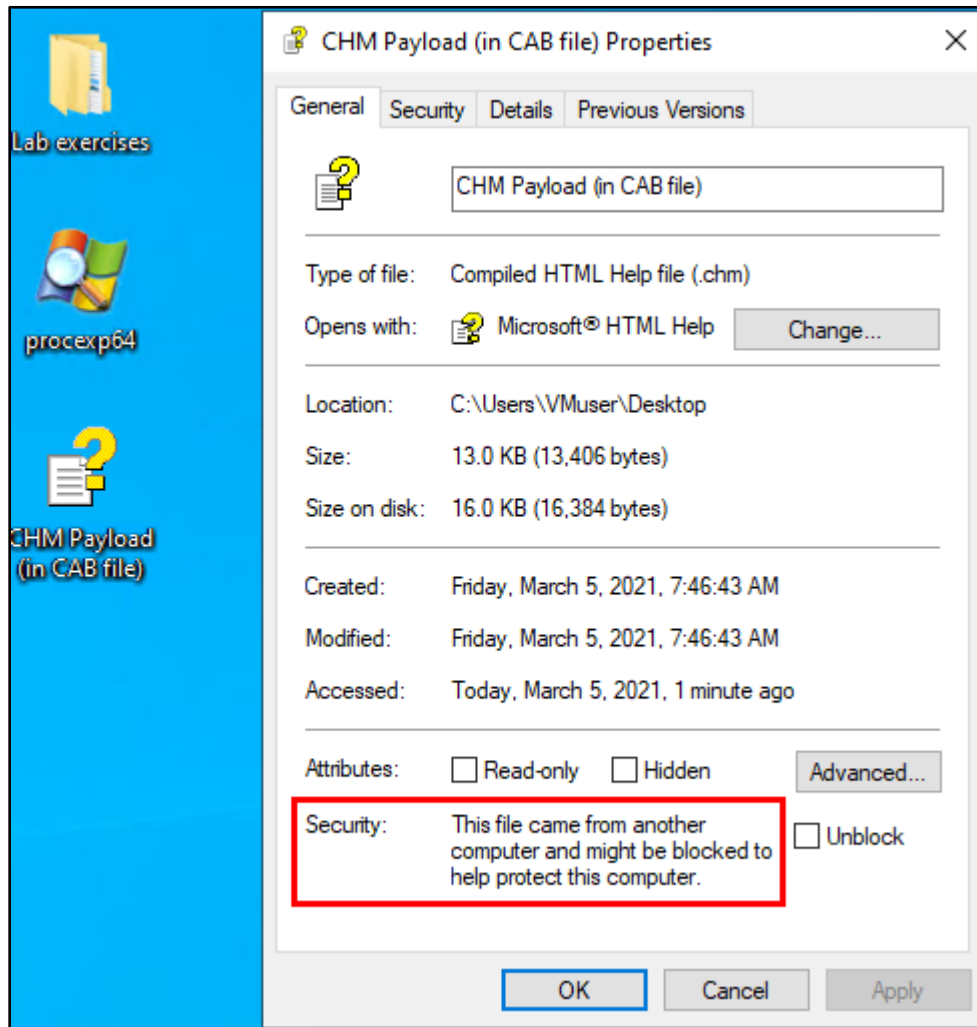 Lab exercises
procexp64
CHM Payload
(in CAB file)
CHM Payload (in CAB file) Properties
General Security Details Previous Versions
CHM Payload (in CAB file)
Type of file: Compiled HTML Help file (.chm)
Opens with: Microsoft® HTML Help Change...
Location: C:\Users\VMuser\Desktop
Size: 13.0 KB (13,406 bytes)
Size on disk: 16.0 KB (16,384 bytes)
Created: Friday, March 5, 2021, 7:46:43 AM
Modified: Friday, March 5, 2021, 7:46:43 AM
Accessed: Today, March 5, 2021, 1 minute ago
Attributes: Read-only Hidden Advanced...
Security: This file came from another
computer and might be blocked to
help protect this computer.
Unblock
OK Cancel Apply